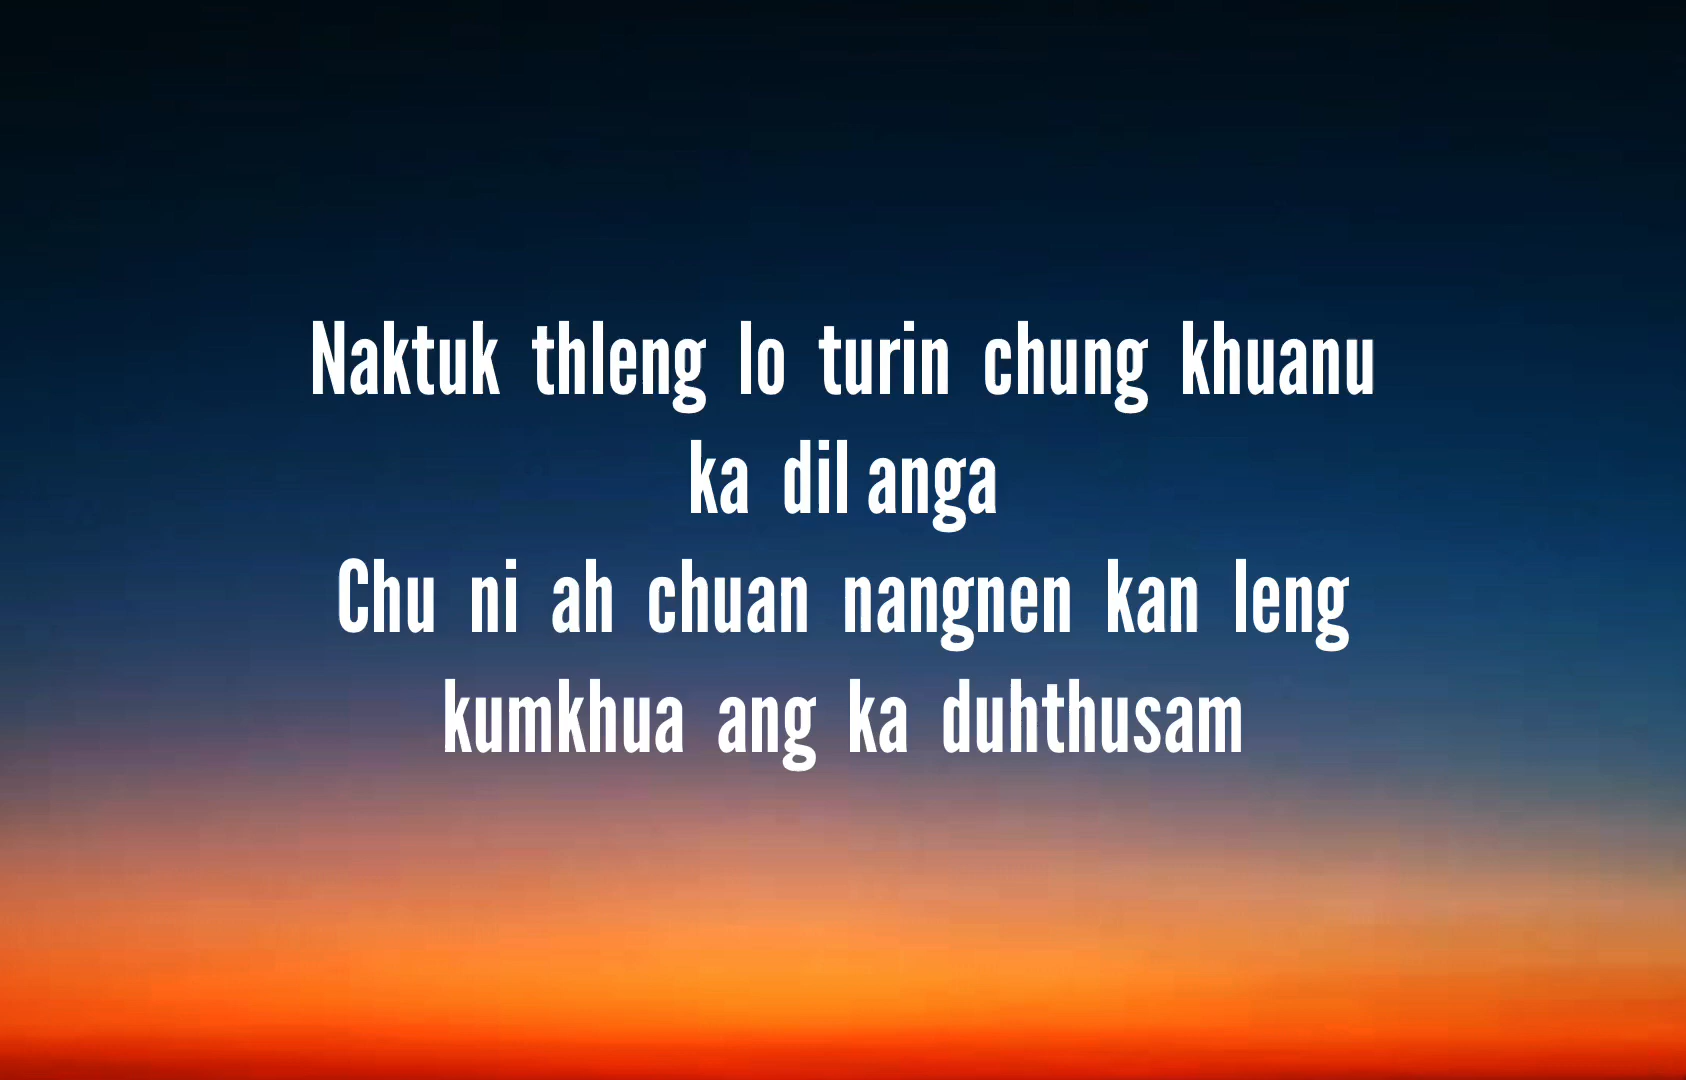 Naktuk thleng lo turin chung khuanu
ka dil anga
Chu ni ah chuan nangnen kan leng
kumkhua ang ka duhthusam